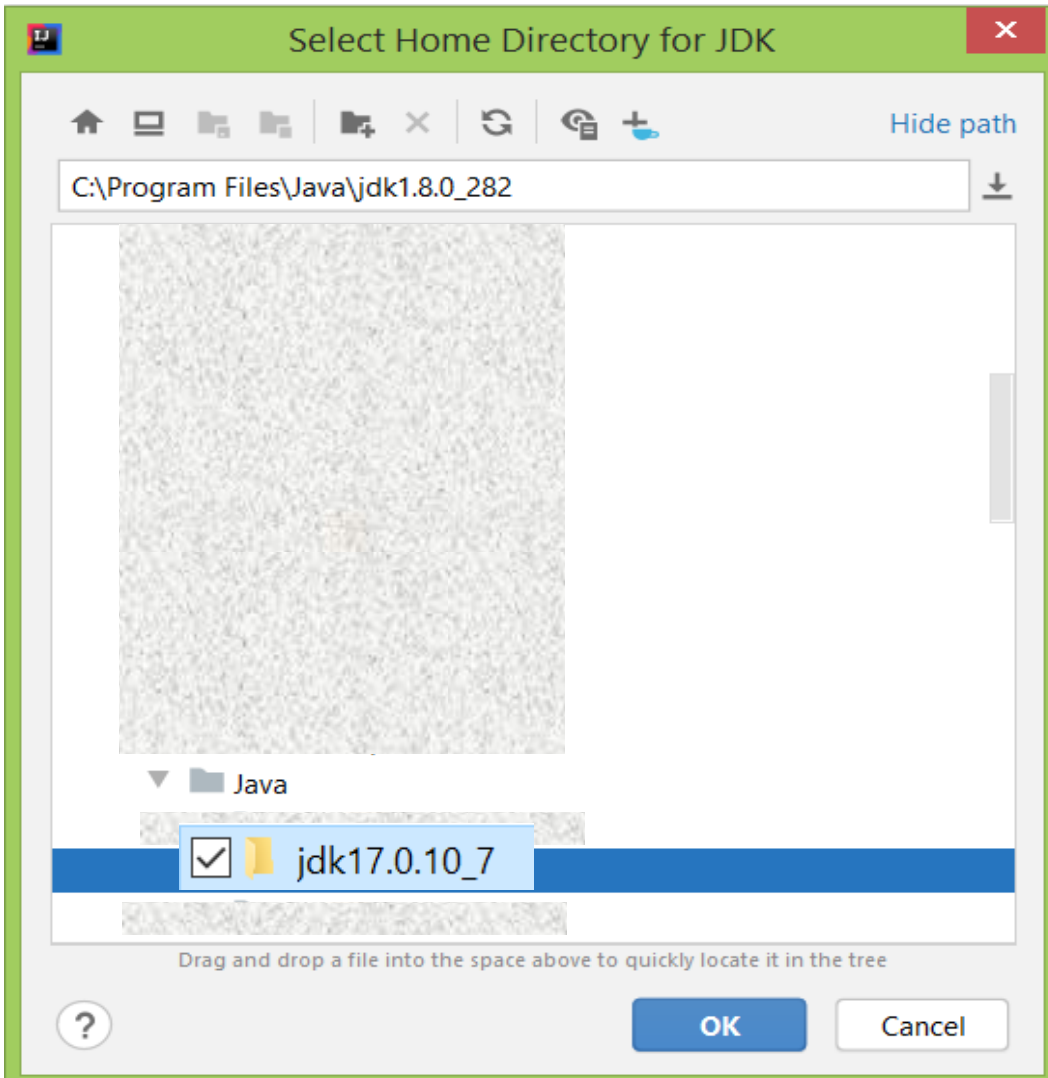 Select Home Directory for JDK
Hide path
C:\Program Files\Java\jdk1.8.0_282
Java
jdk17.0.10_7
Drag and drop a file into the space above to quickly locate it in the tree
?
OK
Cancel